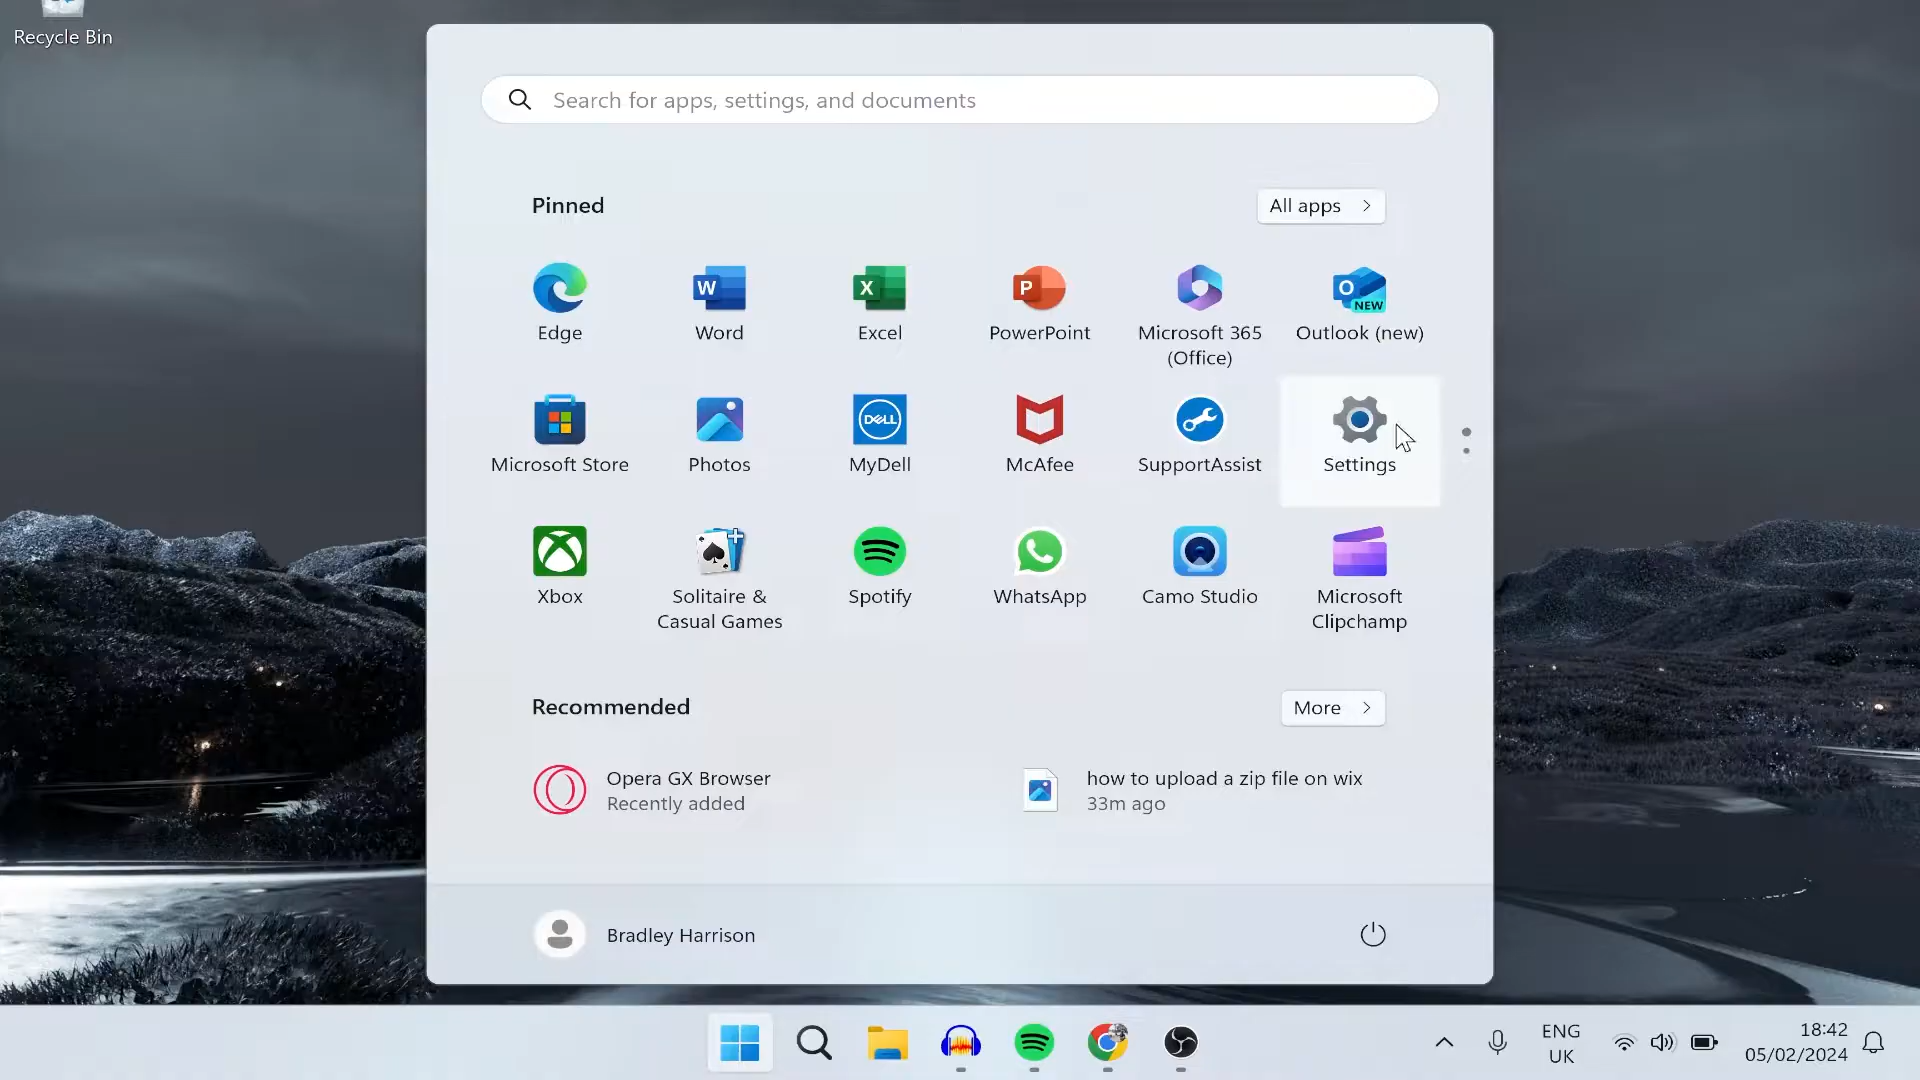 Recycle Bin
Search for apps, settings, and documents
Pinned
All apps
Edge
Word
Excel
PowerPoint
Microsoft 365
(Office)
Outlook (new)
Microsoft Store
Photos
MyDell
McAfee
SupportAssist
Settings
Xbox
Solitaire &
Casual Games
Spotify
WhatsApp
Camo Studio
Microsoft
Clipchamp
Recommended
More
Opera GX Browser
Recently added
how to upload a zip file on wix
33m ago
Bradley Harrison
ENG
UK
18:42
05/02/2024
W
X
P
O
NEW
DELL